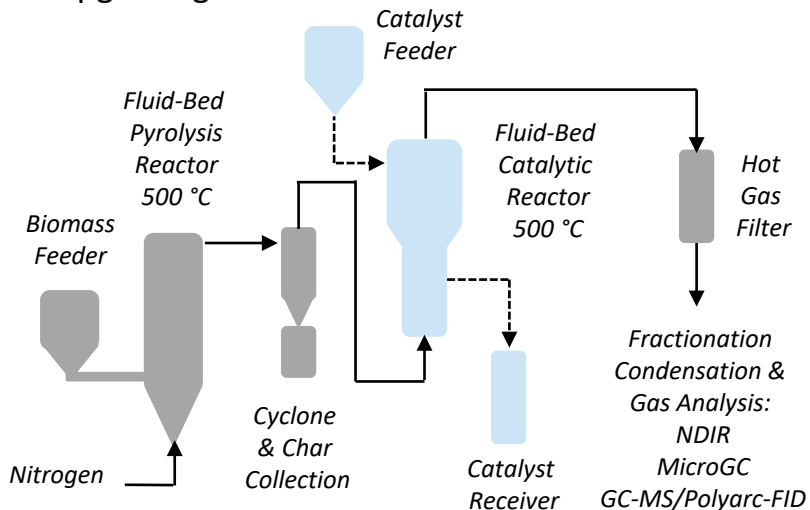 Catalyst
Feeder
Fluid-Bed
Pyrolysis
Reactor
500 °C
Fluid-Bed
Catalytic
Reactor
500 °C
Hot
Gas
Filter
Biomass
Feeder
Nitrogen
Cyclone
& Char
Collection
Catalyst
Receiver
Fractionation
Condensation &
Gas Analysis:
NDIR
MicroGC
GC-MS/Polyarc-FID